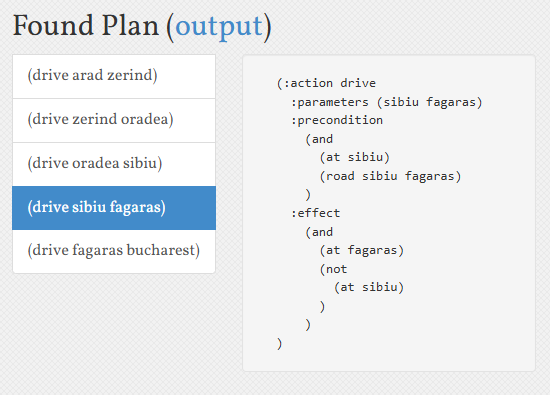 Found Plan (output)
(drive arad zerind)
(drive zerind oradea)
(drive oradea sibiu)
(drive sibiu fagaras)
(drive fagaras bucharest)
(:action drive
  :parameters (sibiu fagaras)
  :precondition
    (and
      (at sibiu)
      (road sibiu fagaras)
    )
  :effect
    (and
      (at fagaras)
      (not
        (at sibiu)
      )
    )
)